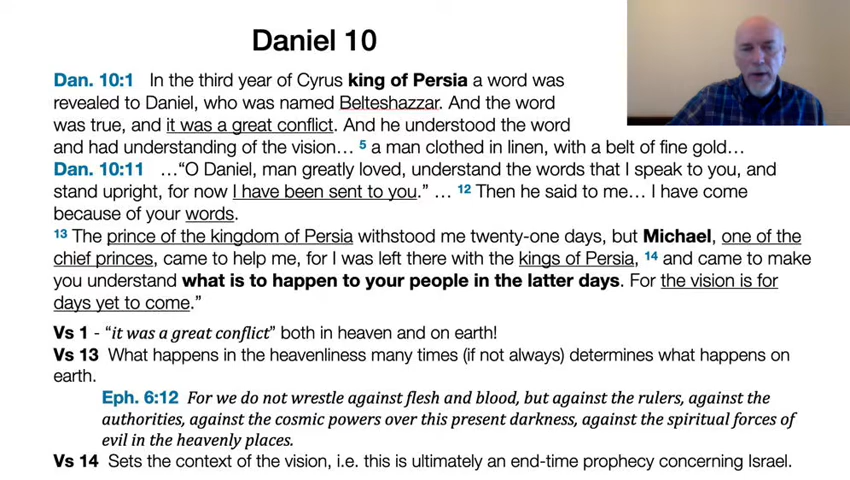 Daniel 10
Dan. 10:1 In the third year of Cyrus king of Persia a word was
revealed to Daniel, who was named Belteshazzar. And the word
was true, and it was a great conflict. And he understood the word
and had understanding of the vision… 5 a man clothed in linen, with a belt of fine gold…
Dan. 10:11 …“O Daniel, man greatly loved, understand the words that I speak to you, and
stand upright, for now I have been sent to you.” … 12 Then he said to me… I have come
because of your words.
13 The prince of the kingdom of Persia withstood me twenty-one days, but Michael, one of the
chief princes, came to help me, for I was left there with the kings of Persia, 14 and came to make
you understand what is to happen to your people in the latter days. For the vision is for
days yet to come.”
Vs 1 - “it was a great conflict” both in heaven and on earth!
Vs 13 What happens in the heavenliness many times (if not always) determines what happens on
earth.
Eph. 6:12 For we do not wrestle against flesh and blood, but against the rulers, against the
authorities, against the cosmic powers over this present darkness, against the spiritual forces of
evil in the heavenly places.
Vs 14 Sets the context of the vision, i.e. this is ultimately an end-time prophecy concerning Israel.